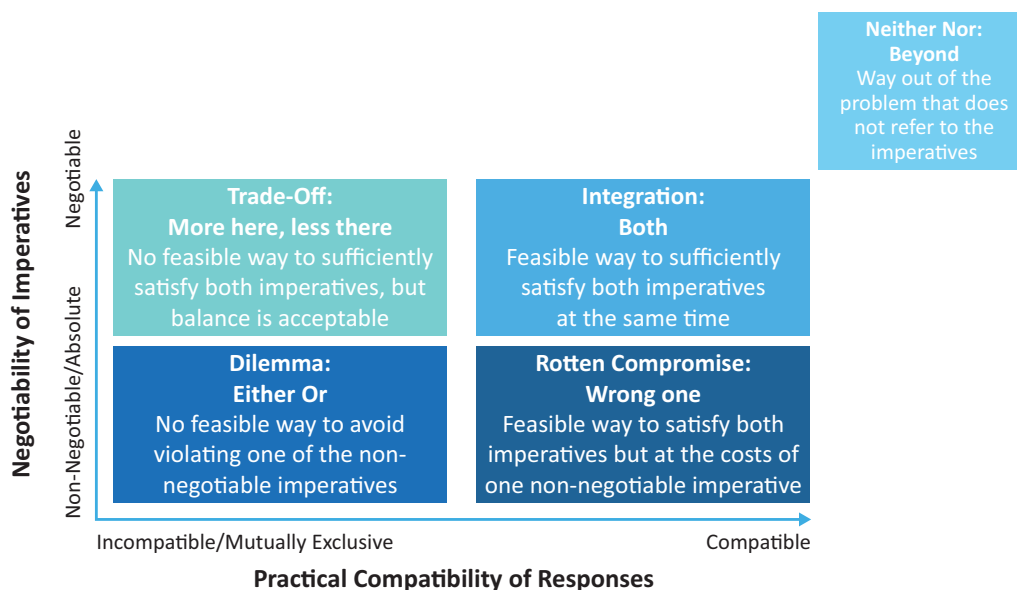 Neither Nor:
Beyond
Way out of the
problem that does
not refer to the
imperatives
Negotiability of Imperatives
Negotiable
Non-Negotiable/Absolute
Trade-Off:
More here, less there
No feasible way to sufficiently
satisfy both imperatives, but
balance is acceptable
Integration:
Both
Feasible way to sufficiently
satisfy both imperatives
at the same time
Dilemma:
Either Or
No feasible way to avoid
violating one of the non-
negotiable imperatives
Rotten Compromise:
Wrong one
Feasible way to satisfy both
imperatives but at the costs of
one non-negotiable imperative
Incompatible/Mutually Exclusive
Compatible
Practical Compatibility of Responses